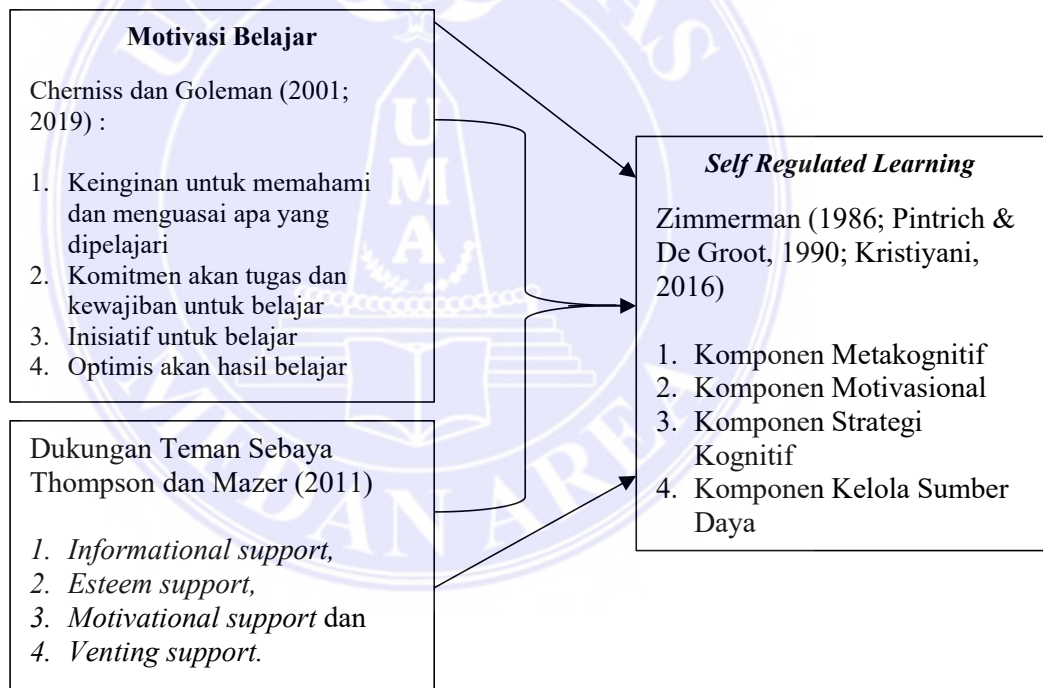 Motivasi Belajar
Cherniss dan Goleman (2001;
2019) :
1. Keinginan untuk memahami
dan menguasai apa yang
dipelajari
2. Komitmen akan tugas dan
kewajiban untuk belajar
3. Inisiatif untuk belajar
4. Optimis akan hasil belajar
Dukungan Teman Sebaya
Thompson dan Mazer (2011)
1. Informational support,
2. Esteem support,
3. Motivational support dan
4. Venting support.
Self Regulated Learning
Zimmerman (1986; Pintrich &
De Groot, 1990; Kristiyani,
2016)
1. Komponen Metakognitif
2. Komponen Motivasional
3. Komponen Strategi
Kognitif
4. Komponen Kelola Sumber
Daya
UMA
MEDAN AREA